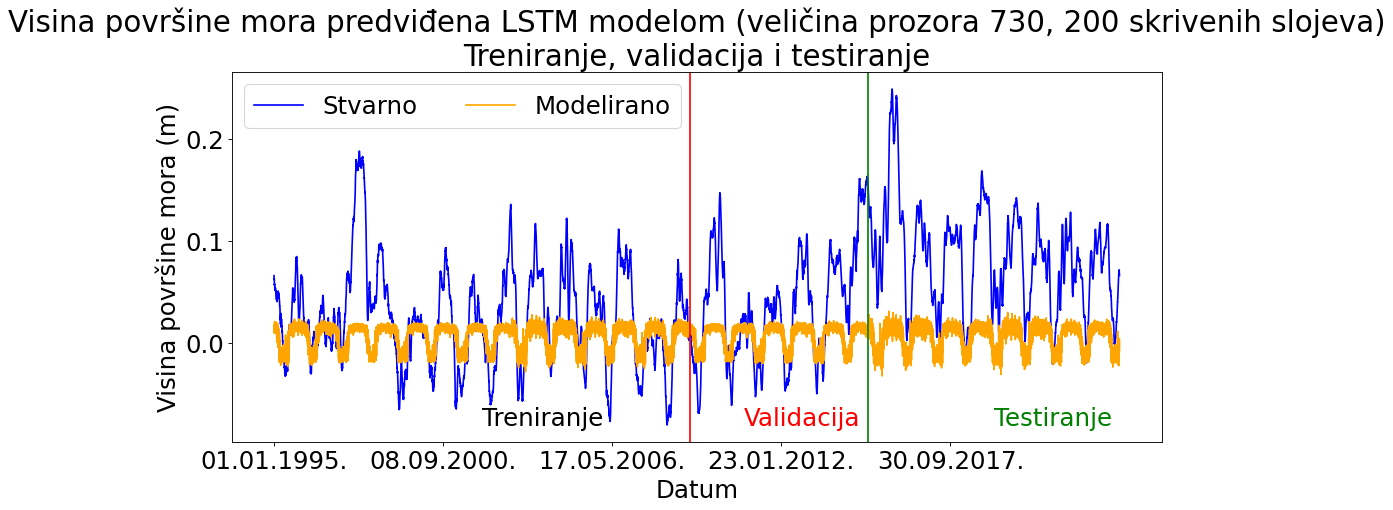 Visina površine mora predviđena LSTM modelom (veličina prozora 730, 200 skrivenih slojeva)
Treniranje, validacija i testiranje
Stvarno Modelirano
Visina površine mora (m)
0.2
0.1
0.0
Treniranje Validacija Testiranje
01.01.1995. 08.09.2000. 17.05.2006. 23.01.2012. 30.09.2017.
Datum